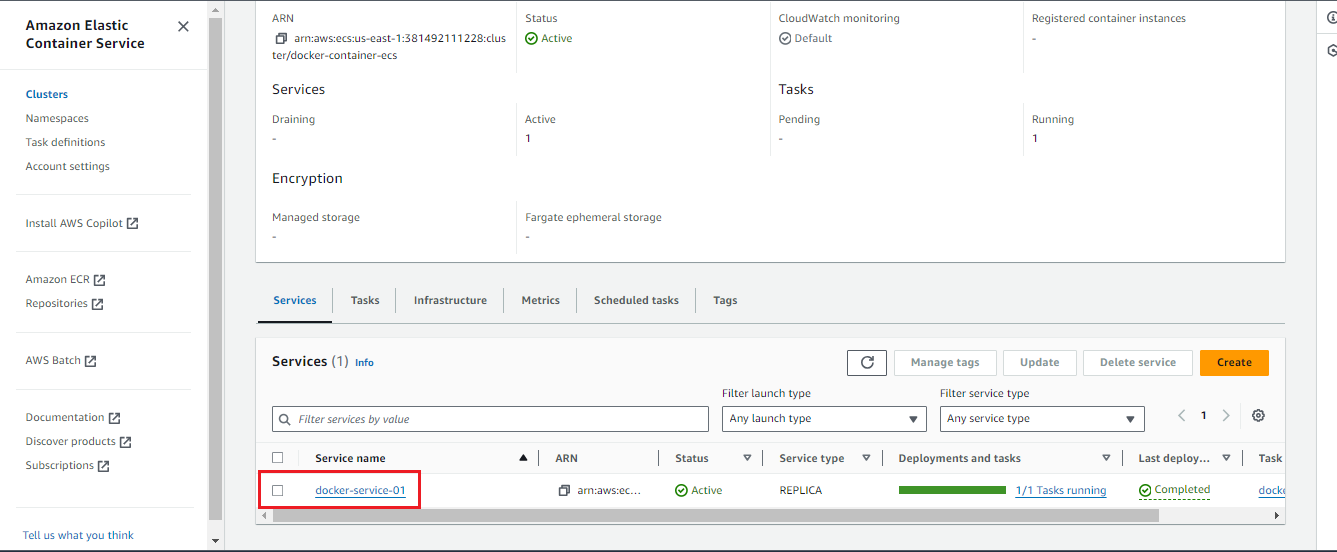 Amazon Elastic
Container Service
Clusters
Namespaces
Task definitions
Account settings
Install AWS Copilot
Amazon ECR
Repositories
AWS Batch
Documentation
Discover products
Subscriptions
Tell us what you think
ARN
arn:aws:ecs:us-east-1:381492111228:clus
ter/docker-container-ecs
Status
Active
CloudWatch monitoring
Default
Registered container instances
-
Services
Tasks
Draining
-
Active
1
Pending
-
Running
1
Encryption
Managed storage
-
Fargate ephemeral storage
-
Services Tasks Infrastructure Metrics Scheduled tasks Tags
Services (1) Info
Manage tags Update Delete service Create
Filter launch type Filter service type
Filter services by value Any launch type Any service type 1
Service name ARN Status Service type Deployments and tasks Last deploy... Task
docker-service-01 arn:aws:ec... Active REPLICA 1/1 Tasks running Completed docke